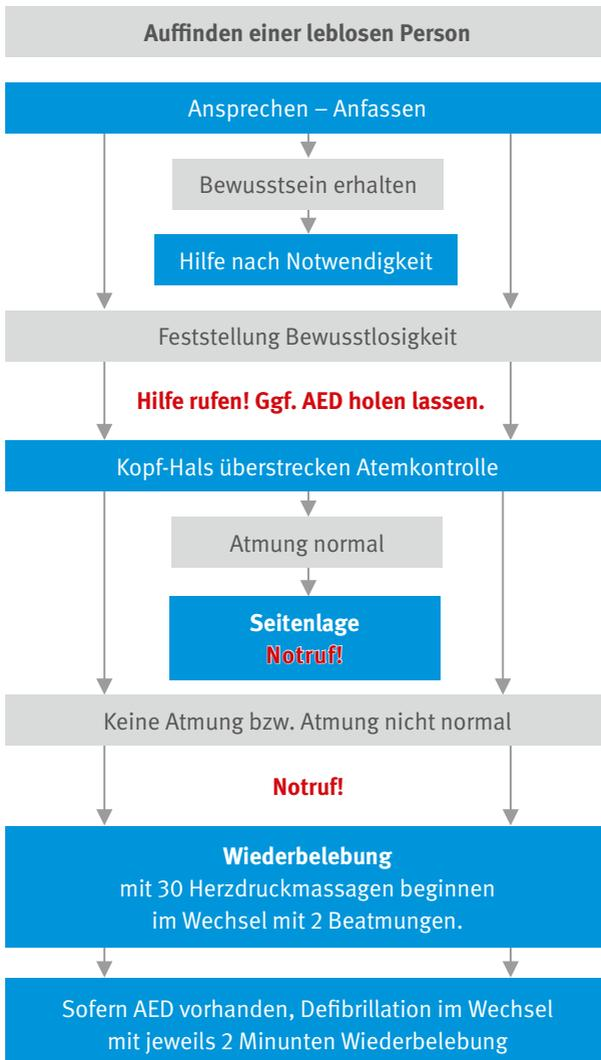 Auffinden einer leblosen Person
Ansprechen – Anfassen
Bewusstsein erhalten
Hilfe nach Notwendigkeit
Feststellung Bewusstlosigkeit
Hilfe rufen! Ggf. AED holen lassen.
Kopf-Hals überstrecken Atemkontrolle
Atmung normal
Seitenlage
Notruf!
Keine Atmung bzw. Atmung nicht normal
Notruf!
Wiederbelebung
mit 30 Herzdruckmassagen beginnen
im Wechsel mit 2 Beatmungen.
Sofern AED vorhanden, Defibrillation im Wechsel
mit jeweils 2 Minunten Wiederbelebung